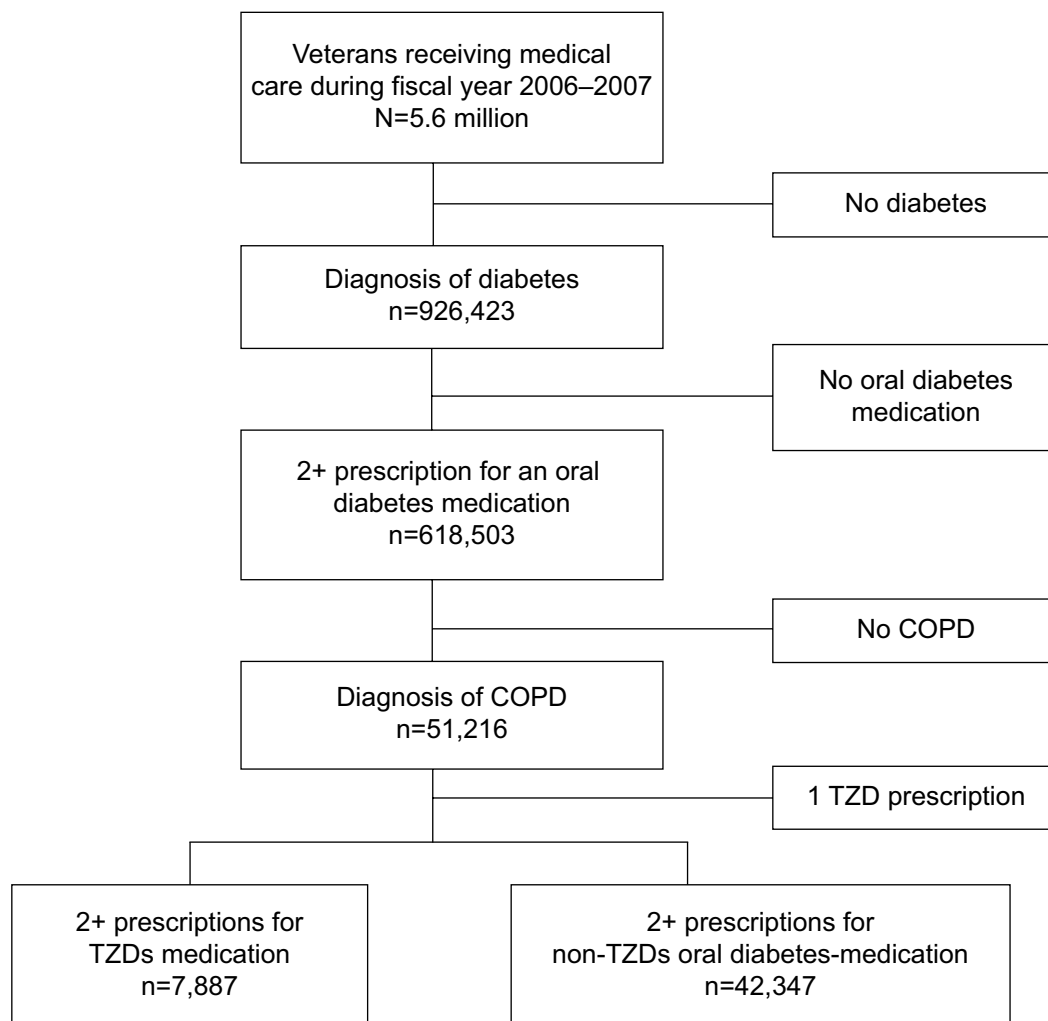 Veterans receiving medical
care during fiscal year 2006–2007
N=5.6 million
No diabetes
Diagnosis of diabetes
n=926,423
No oral diabetes
medication
2+ prescription for an oral
diabetes medication
n=618,503
No COPD
Diagnosis of COPD
n=51,216
1 TZD prescription
2+ prescriptions for
TZDs medication
n=7,887
2+ prescriptions for
non-TZDs oral diabetes-medication
n=42,347